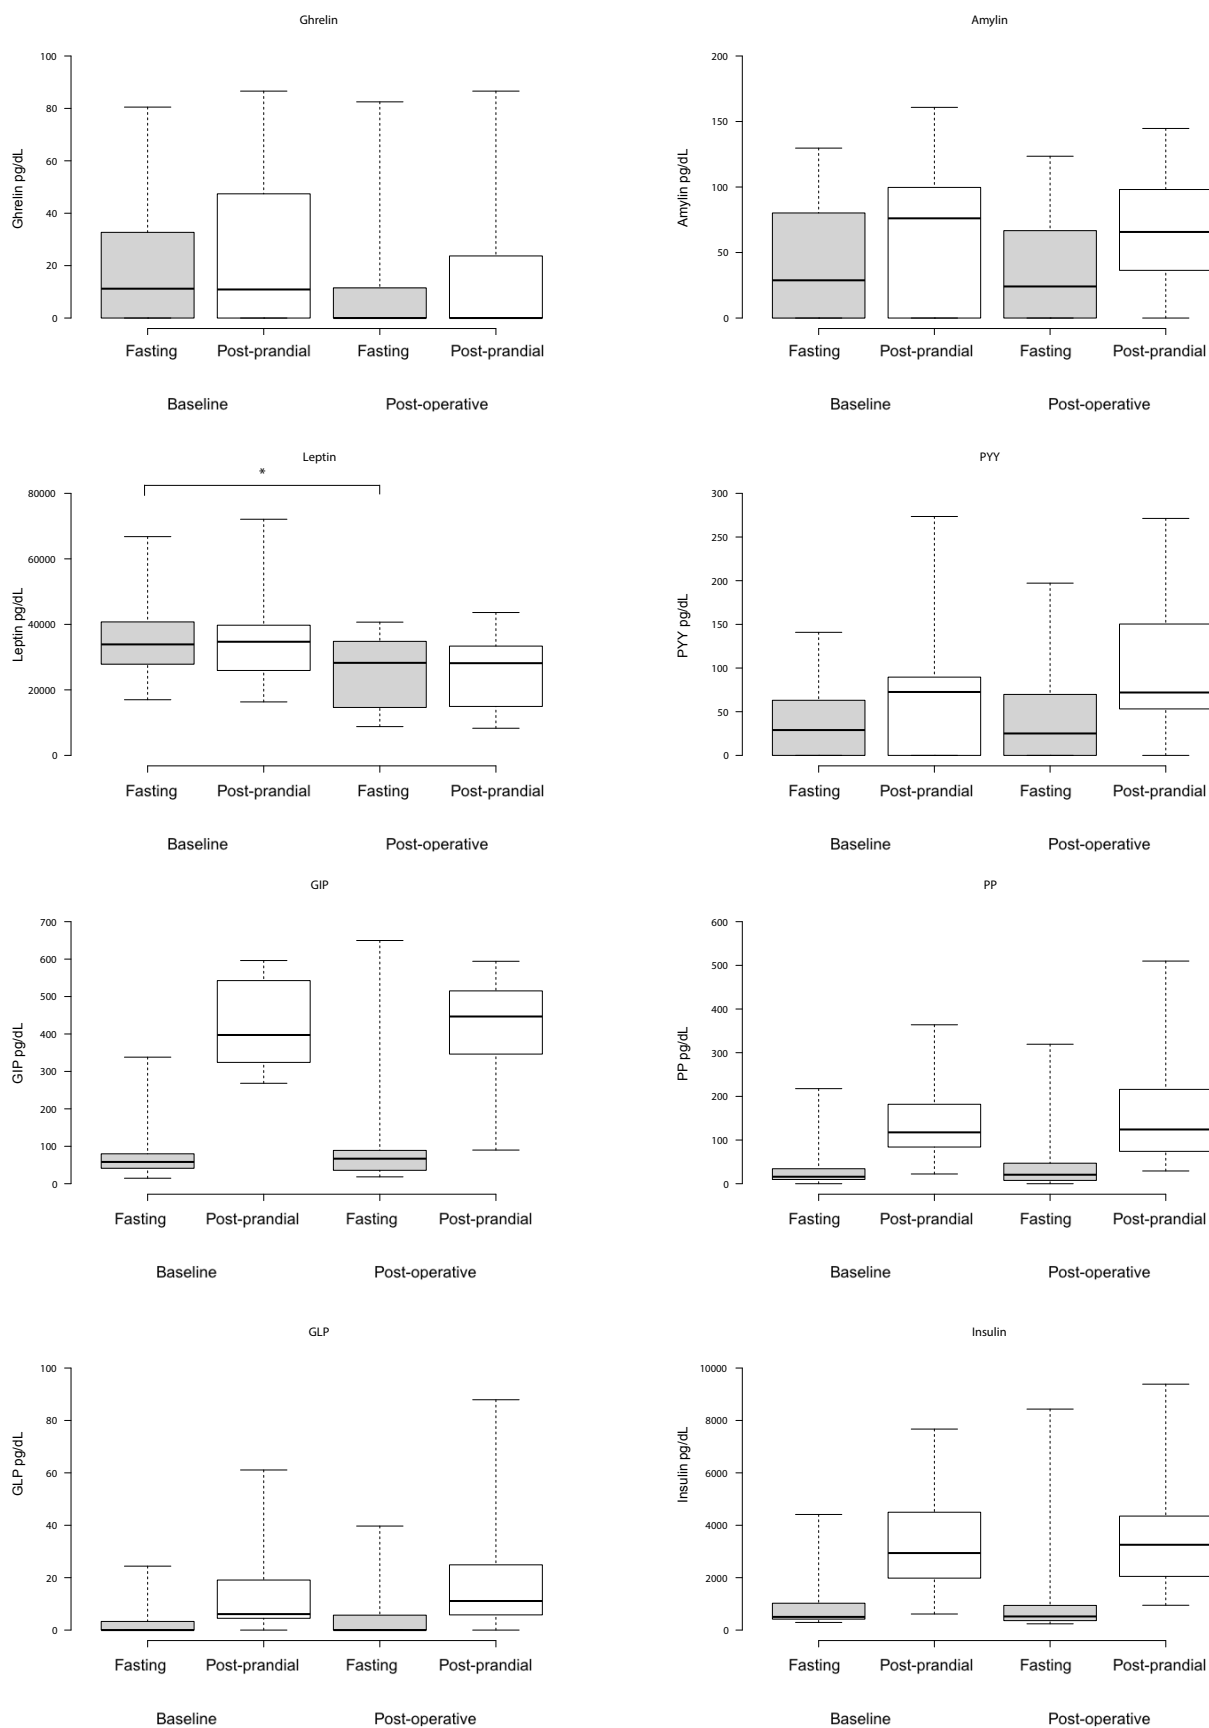 Ghrelin
Ghrelin pg/dL
100
80
60
40
20
0
Fasting Post-prandial Fasting Post-prandial
Baseline Post-operative
Amylin
Amylin pg/dL
200
150
100
50
0
Fasting Post-prandial Fasting Post-prandial
Baseline Post-operative
Leptin
*
Leptin pg/dL
80000
60000
40000
20000
0
Fasting Post-prandial Fasting Post-prandial
Baseline Post-operative
PYY
PYY pg/dL
300
250
200
150
100
50
0
Fasting Post-prandial Fasting Post-prandial
Baseline Post-operative
GIP
GIP pg/dL
700
600
500
400
300
200
100
0
Fasting Post-prandial Fasting Post-prandial
Baseline Post-operative
PP
PP pg/dL
600
500
400
300
200
100
0
Fasting Post-prandial Fasting Post-prandial
Baseline Post-operative
GLP
GLP pg/dL
100
80
60
40
20
0
Fasting Post-prandial Fasting Post-prandial
Baseline Post-operative
Insulin
Insulin pg/dL
10000
8000
6000
4000
2000
0
Fasting Post-prandial Fasting Post-prandial
Baseline Post-operative